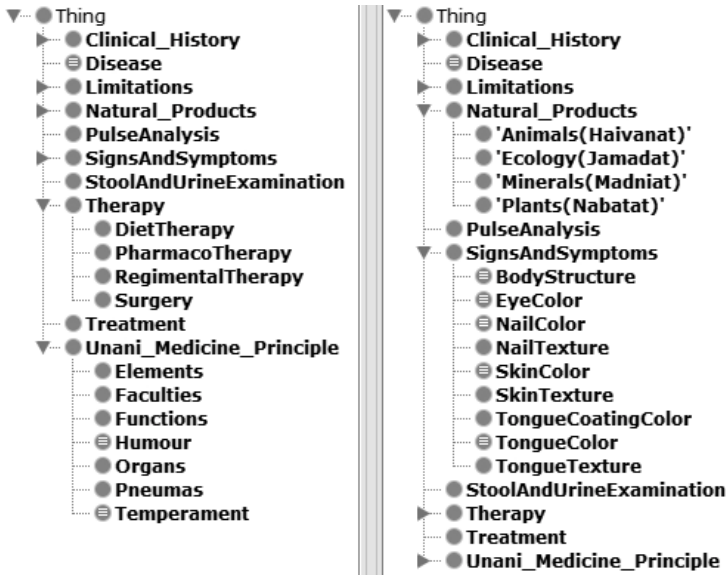 Thing
Clinical_History
Disease
Limitations
Natural_Products
PulseAnalysis
SignsAndSymptoms
StoolAndUrineExamination
Therapy
DietTherapy
PharmacoTherapy
RegimentalTherapy
Surgery
Treatment
Unani_Medicine_Principle
Elements
Faculties
Functions
Humour
Organs
Pneumas
Temperament
Thing
Clinical_History
Disease
Limitations
Natural_Products
'Animals(Haivanat)'
'Ecology(Jamadat)'
'Minerals(Madniat)'
'Plants(Nabatat)'
PulseAnalysis
SignsAndSymptoms
BodyStructure
EyeColor
NailColor
NailTexture
SkinColor
SkinTexture
TongueCoatingColor
TongueColor
TongueTexture
StoolAndUrineExamination
Therapy
Treatment
Unani_Medicine_Principle